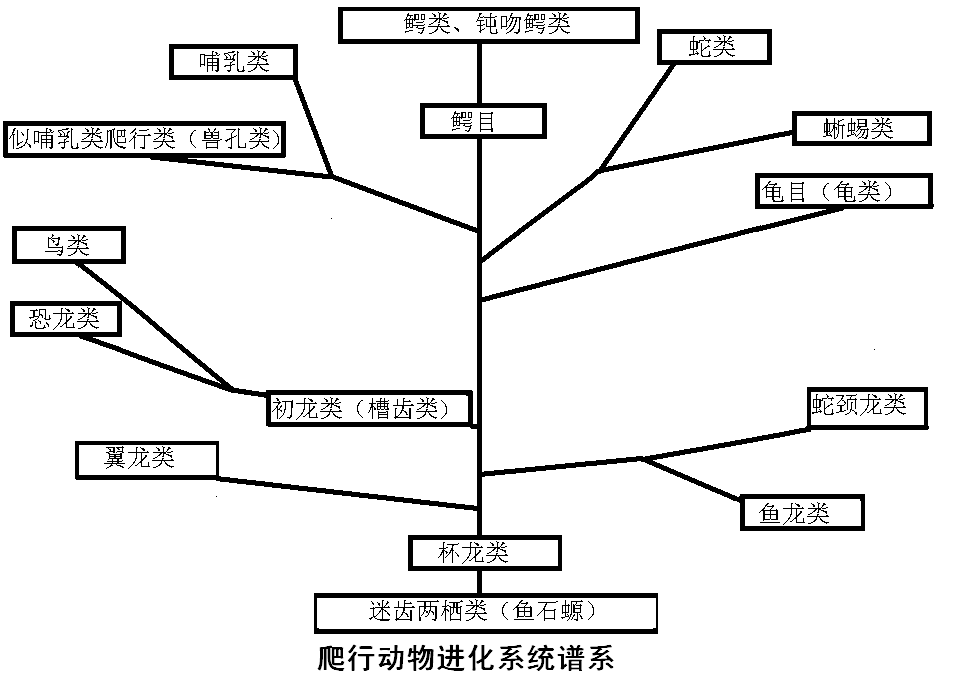 鳄类、钝吻鳄类
哺乳类
蛇类
鳄目
似哺乳类爬行类（兽孔类）
蜥蜴类
龟目（龟类）
鸟类
恐龙类
初龙类（槽齿类）
蛇颈龙类
翼龙类
鱼龙类
杯龙类
迷齿两栖类（鱼石螈）
爬行动物进化系统谱系